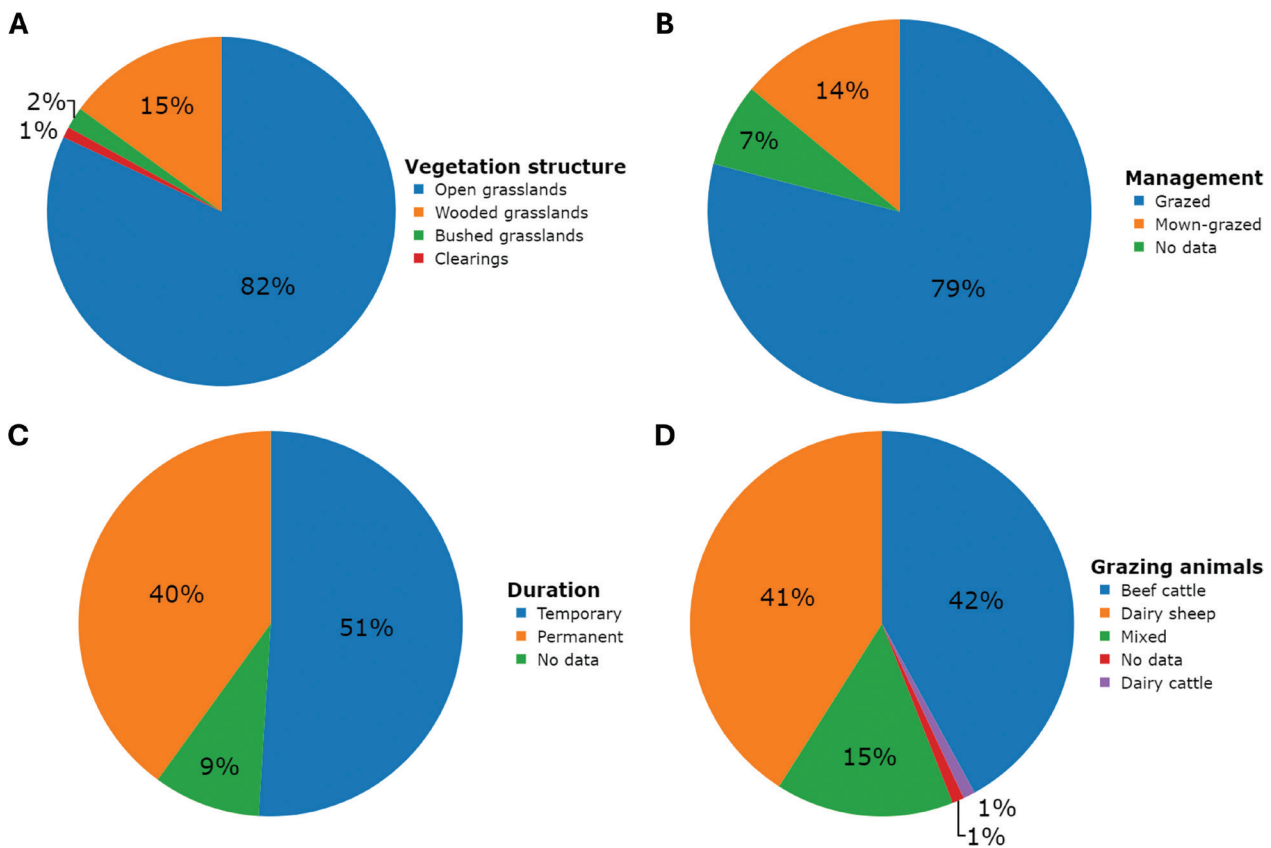 A
15%
2%
1%
82%
Vegetation structure
Open grasslands
Wooded grasslands
Bushed grasslands
Clearings
B
14%
7%
79%
Management
Grazed
Mown-grazed
No data
C
40%
51%
9%
Duration
Temporary
Permanent
No data
D
41%
42%
15%
1%
1%
Grazing animals
Beef cattle
Dairy sheep
Mixed
No data
Dairy cattle